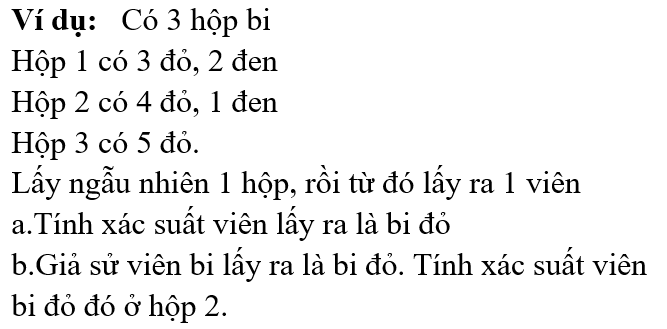 Ví dụ: Có 3 hộp bi
Hộp 1 có 3 đỏ, 2 đen
Hộp 2 có 4 đỏ, 1 đen
Hộp 3 có 5 đỏ.
Lấy ngẫu nhiên 1 hộp, rồi từ đó lấy ra 1 viên
a.Tính xác suất viên lấy ra là bi đỏ
b.Giả sử viên bi lấy ra là bi đỏ. Tính xác suất viên
bi đỏ đó ở hộp 2.